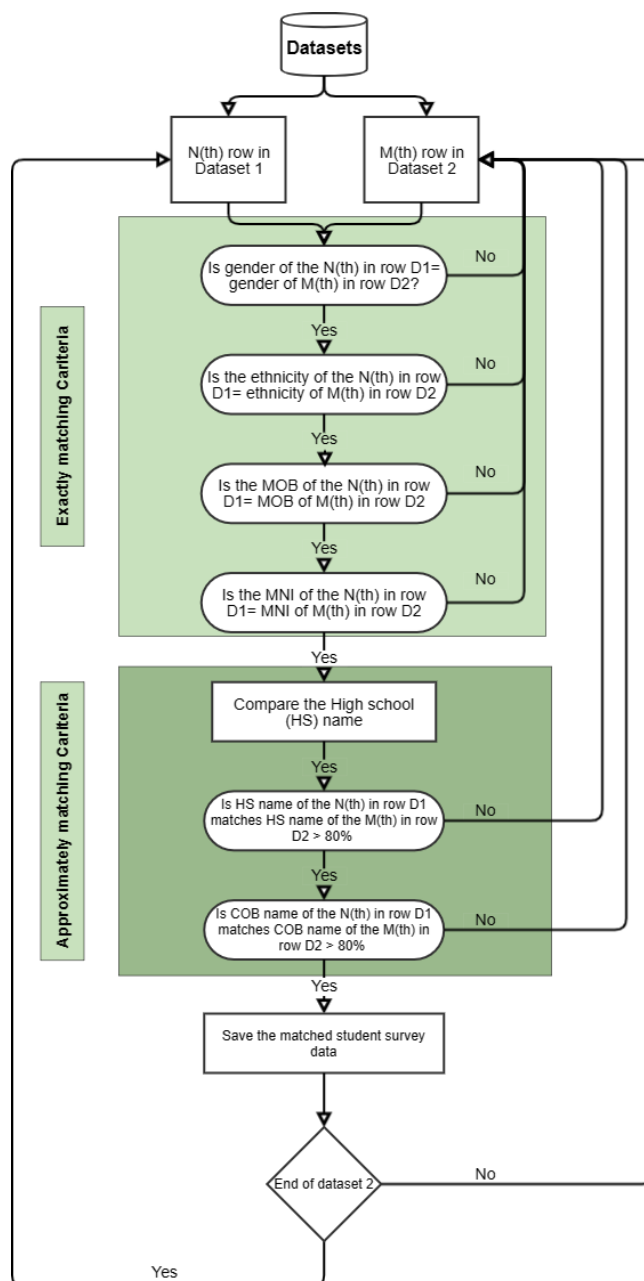 Datasets
N(th) row in
Dataset 1
M(th) row in
Dataset 2
Is gender of the N(th) in row D1=
gender of M(th) in row D2?
No
Yes
Is the ethnicity of the N(th) in row
D1= ethnicity of M(th) in row D2
No
Yes
Exactly matching Cariteria
Is the MOB of the N(th) in row
D1= MOB of M(th) in row D2
No
Yes
Is the MNI of the N(th) in row
D1= MNI of M(th) in row D2
No
Yes
Approximately matching Cariteria
Compare the High school
(HS) name
Yes
Is HS name of the N(th) in row D1
matches HS name of the M(th) in row
D2 > 80%
No
Yes
Is COB name of the N(th) in row D1
matches COB name of the M(th) in
row D2 > 80%
No
Yes
Save the matched student survey
data
End of dataset 2
No
Yes